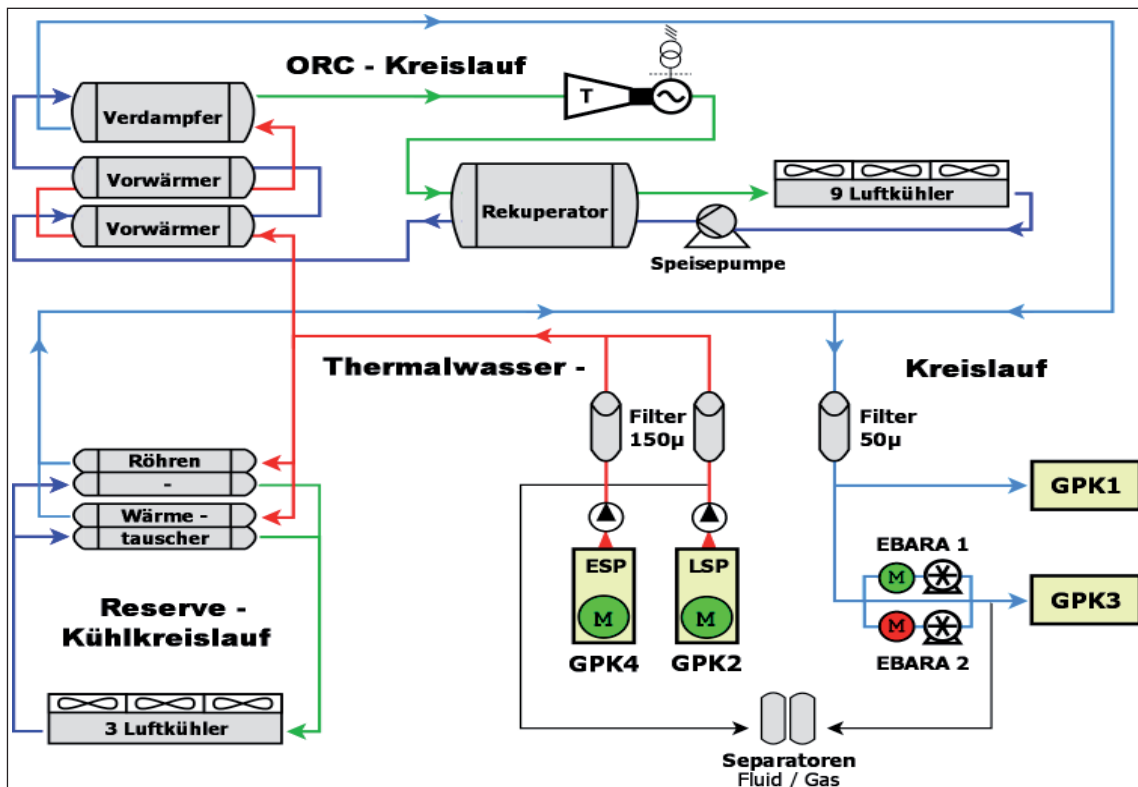 ORC - Kreislauf
T
Verdampfer
Vorwärmer
Vorwärmer
Rekuperator
9 Luftkühler
Speisepumpe
Thermalwasser -
Kreislauf
Filter
150µ
Filter
50µ
Röhren
-
Wärme -
tauscher
GPK1
EBARA 1
M
GPK3
M
EBARA 2
ESP
M
GPK4
LSP
M
GPK2
Reserve -
Kühlkreislauf
3 Luftkühler
Separatoren
Fluid / Gas